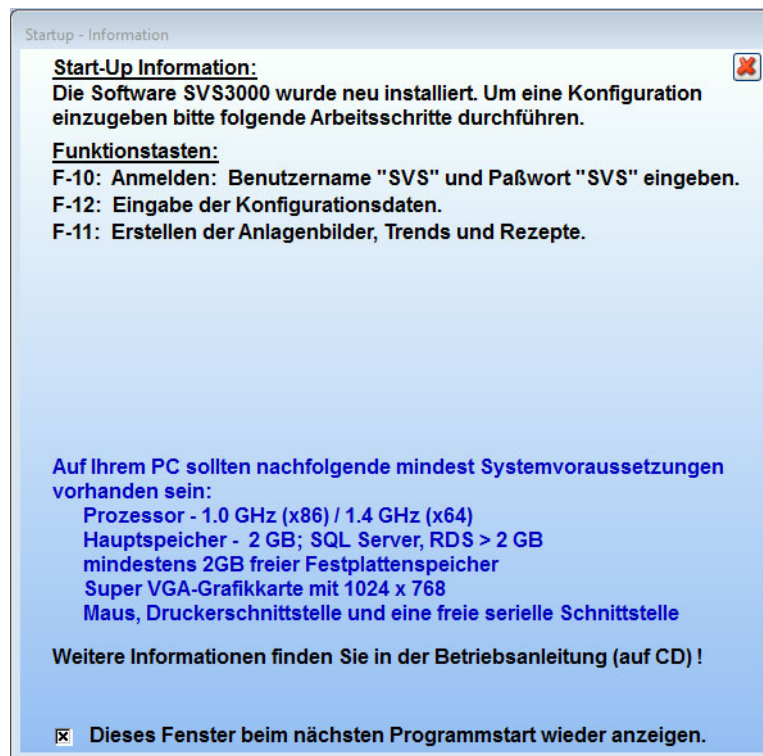 Startup - Information
Start-Up Information:
Die Software SVS3000 wurde neu installiert. Um eine Konfiguration
einzugeben bitte folgende Arbeitsschritte durchführen.
Funktionstasten:
F-10: Anmelden: Benutzername "SVS" und Paßwort "SVS" eingeben.
F-12: Eingabe der Konfigurationsdaten.
F-11: Erstellen der Anlagenbilder, Trends und Rezepte.
Auf Ihrem PC sollten nachfolgende mindest Systemvoraussetzungen
vorhanden sein:
Prozessor - 1.0 GHz (x86) / 1.4 GHz (x64)
Hauptspeicher - 2 GB; SQL Server, RDS > 2 GB
mindestens 2GB freier Festplattenspeicher
Super VGA-Grafikkarte mit 1024 x 768
Maus, Druckerschnittstelle und eine freie serielle Schnittstelle
Weitere Informationen finden Sie in der Betriebsanleitung (auf CD) !
Dieses Fenster beim nächsten Programmstart wieder anzeigen.